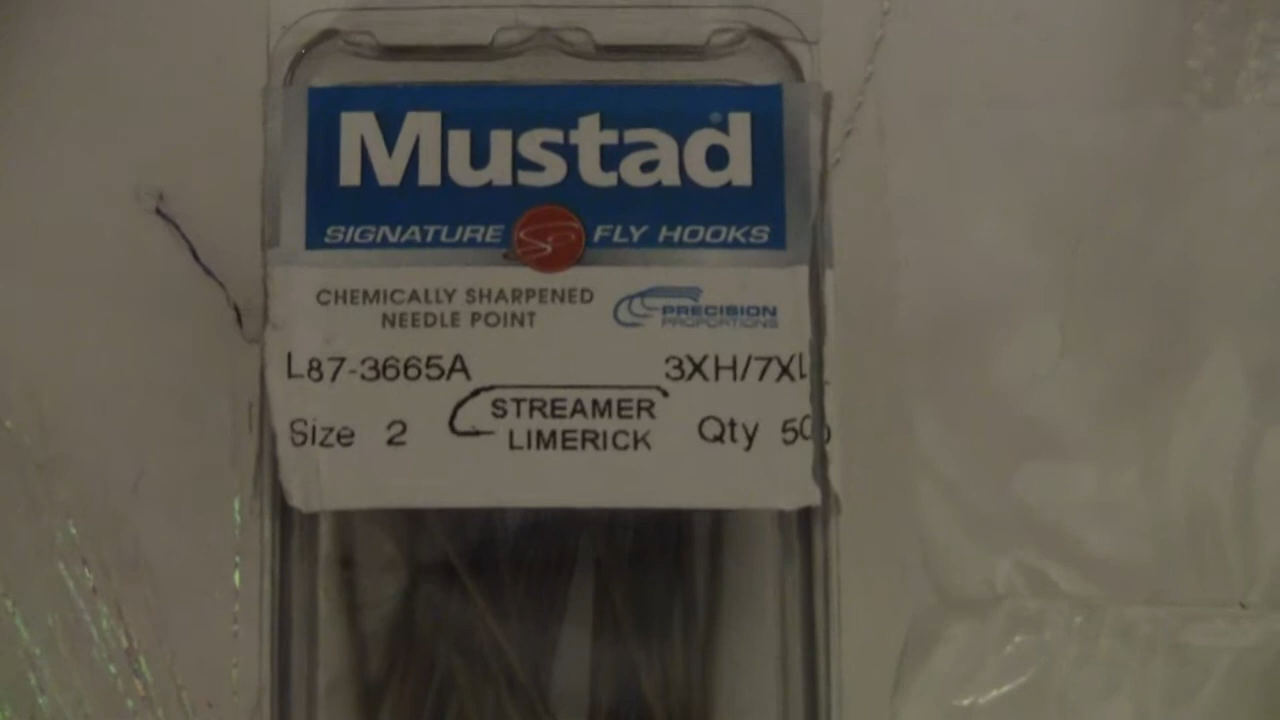 Mustad®
SIGNATURE FLY HOOKS
CHEMICALLY SHARPENED
NEEDLE POINT
PRECISION
PROPORTIONS
L87-3665A 3XH/7XL
STREAMER
LIMERICK
Size 2 Qty 50